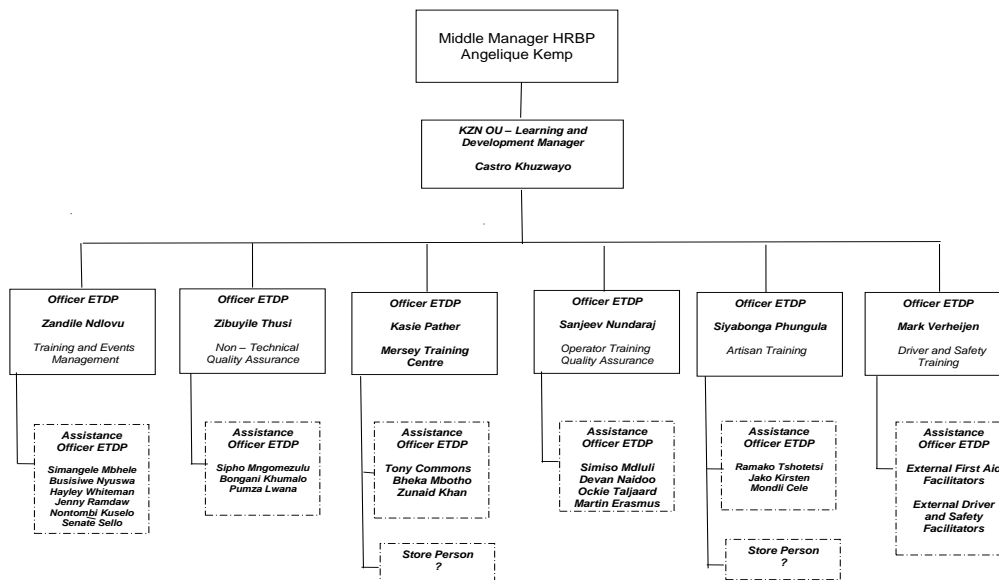 Middle Manager HRBP
Angelique Kemp
KZN OU – Learning and
Development Manager
Castro Khuzwayo
Officer ETDP
Zandile Ndlovu
Training and Events
Management
Officer ETDP
Zibuyile Thusi
Non – Technical
Quality Assurance
Officer ETDP
Kasie Pather
Mersey Training
Centre
Officer ETDP
Sanjeev Nundaraj
Operator Training
Quality Assurance
Officer ETDP
Siyabonga Phungula
Artisan Training
Officer ETDP
Mark Verheijen
Driver and Safety
Training
Assistance
Officer ETDP
Simangele Mbhele
Busisiwe Nyuswa
Hayley Whiteman
Jenny Ramdaw
Nontombi Kuselo
Senate Sello
Assistance
Officer ETDP
Sipho Mngomezulu
Bongani Khumalo
Pumza Lwana
Assistance
Officer ETDP
Tony Commons
Bheka Mbotho
Zunaid Khan
Assistance
Officer ETDP
Simiso Mdluli
Devan Naidoo
Ockie Taljaard
Martin Erasmus
Assistance
Officer ETDP
Ramako Tshotetsi
Jako Kirsten
Mondli Cele
Assistance
Officer ETDP
External First Aid
Facilitators
External Driver
and Safety
Facilitators
Store Person
?
Store Person
?